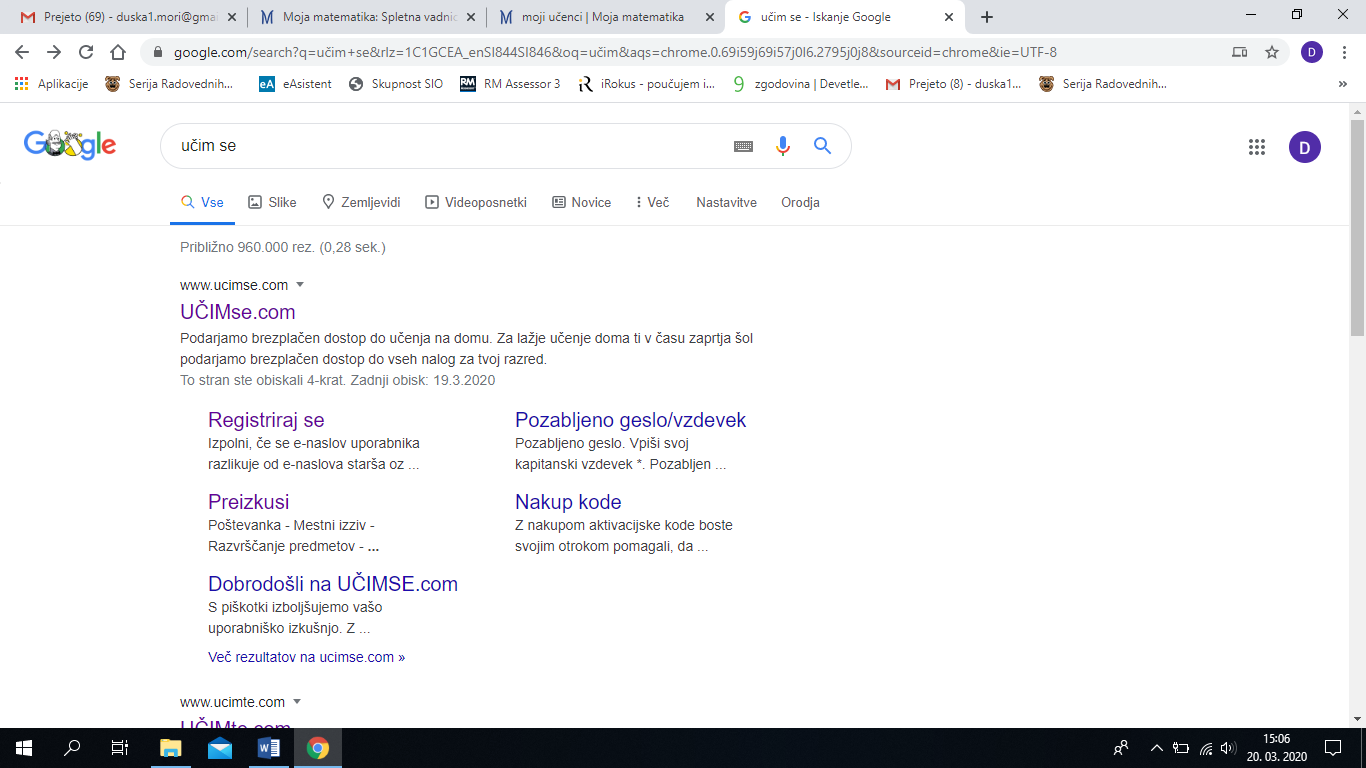 Prejeto (69) - duska1.mori@gmai
Moja matematika: Spletna vadnic
moji učenci | Moja matematika
učim se - Iskanje Google
google.com/search?q=učim+se&rlz=1C1GCEA_enSI844SI846&oq=učim&aqs=chrome.0.69i59j69i57j0l6.2795j0j8&sourceid=chrome&ie=UTF-8
D
Aplikacije
Serija Radovednih...
eA eAsistent
Skupnost SIO
RM RM Assessor 3
iRokus - poučujem i...
zgodovina | Devetle...
Prejeto (8) - duska1...
Serija Radovednih...
»
Google
učim se
D
Vse
Slike
Zemljevidi
Videoposnetki
Novice
Več
Nastavitve
Orodja
Približno 960.000 rez. (0,28 sek.)
www.ucimse.com
UČIMse.com
Podarjamo brezplačen dostop do učenja na domu. Za lažje učenje doma ti v času zaprtja šol
podarjamo brezplačen dostop do vseh nalog za tvoj razred.
To stran ste obiskali 4-krat. Zadnji obisk: 19.3.2020
Registriraj se
Izpolni, če se e-naslov uporabnika
razlikuje od e-naslova starša oz ...
Pozabljeno geslo/vzdevek
Pozabljeno geslo. Vpiši svoj
kapitanski vzdevek *. Pozabljen ...
Preizkusi
Poštevanka - Mestni izziv -
Razvrščanje predmetov - ...
Nakup kode
Z nakupom aktivacijske kode boste
svojim otrokom pomagali, da ...
Dobrodošli na UČIMSE.com
S piškotki izboljšujemo vašo
uporabniško izkušnjo. Z ...
Več rezultatov na ucimse.com »
www.ucimte.com
UČIMte.com
15:06
20. 03. 2020